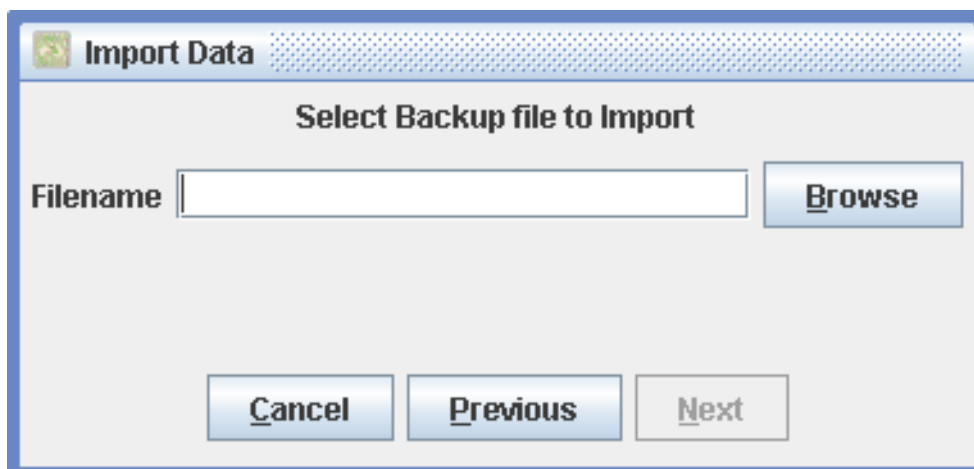 Import Data
Select Backup file to Import
Filename Browse
Cancel Previous Next